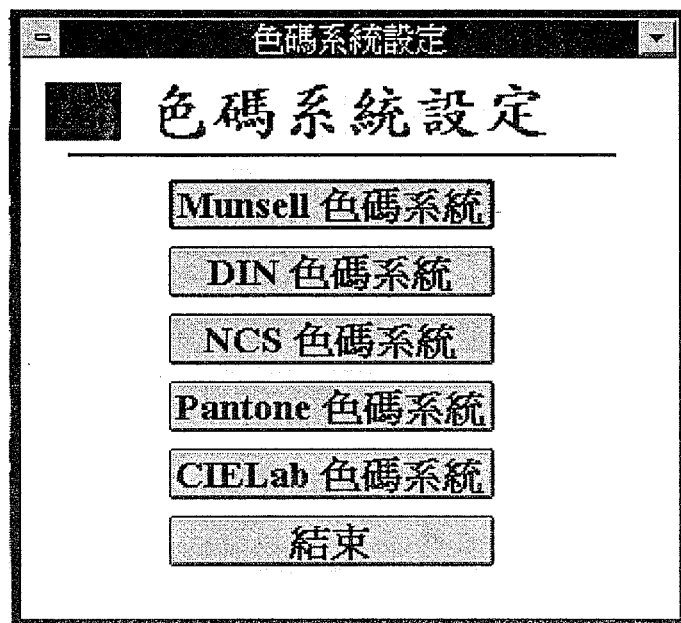 色碼系統設定
色碼系統設定
Munsell 色碼系統
DIN 色碼系統
NCS 色碼系統
Pantone 色碼系統
CIELab 色碼系統
結束